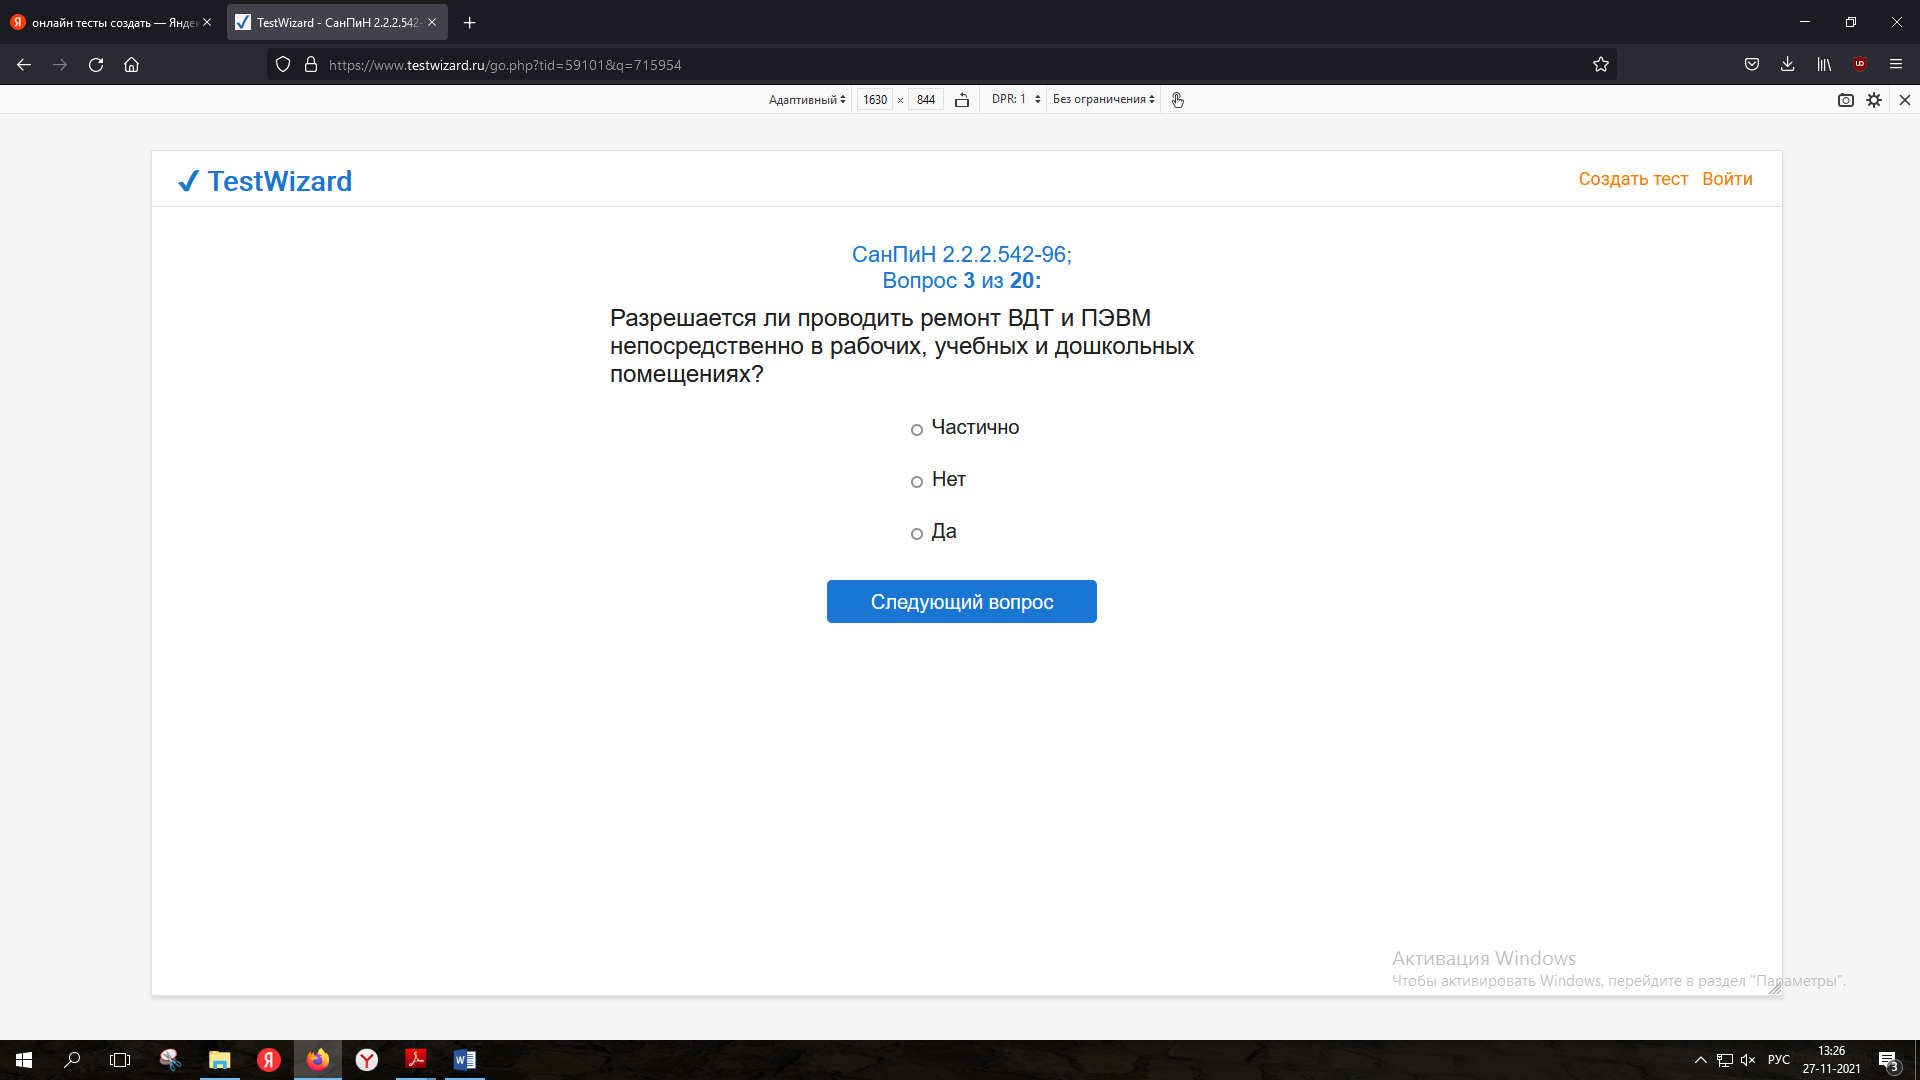 онлайн тесты создать — Яндек
TestWizard - СанПиН 2.2.2.542-
https://www.testwizard.ru/go.php?tid=59101&q=715954
Адаптивный 1630 × 844 DPR: 1 Без ограничения
TestWizard
Создать тест Войти
СанПиН 2.2.2.542-96;
Вопрос 3 из 20:
Разрешается ли проводить ремонт ВДТ и ПЭВМ
непосредственно в рабочих, учебных и дошкольных
помещениях?
Частично
Нет
Да
Следующий вопрос
Активация Windows
Чтобы активировать Windows, перейдите в раздел "Параметры".
РУС
13:26
27-11-2021
3